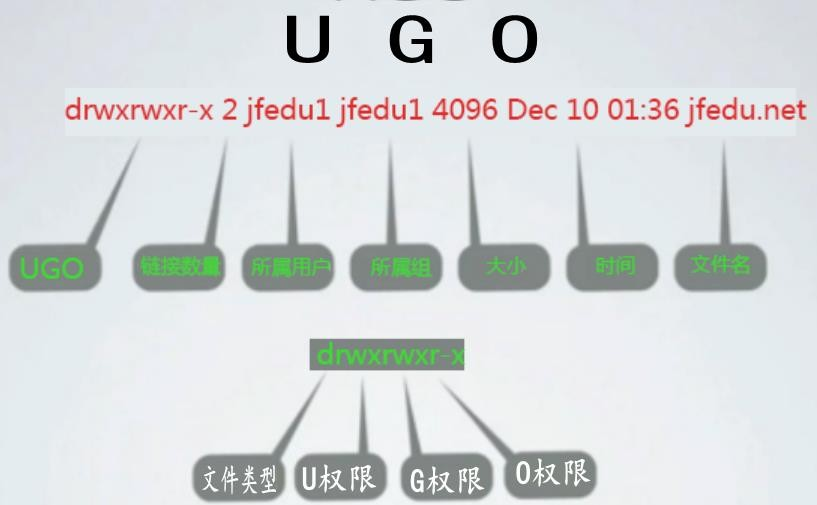 U G O
drwxrwxr-x 2 jfedu1 jfedu1 4096 Dec 10 01:36 jfedu.net
UGO 链接数量 所属用户 所属组 大小 时间 文件名
drwxrwxr-x
文件类型 U权限 G权限 O权限